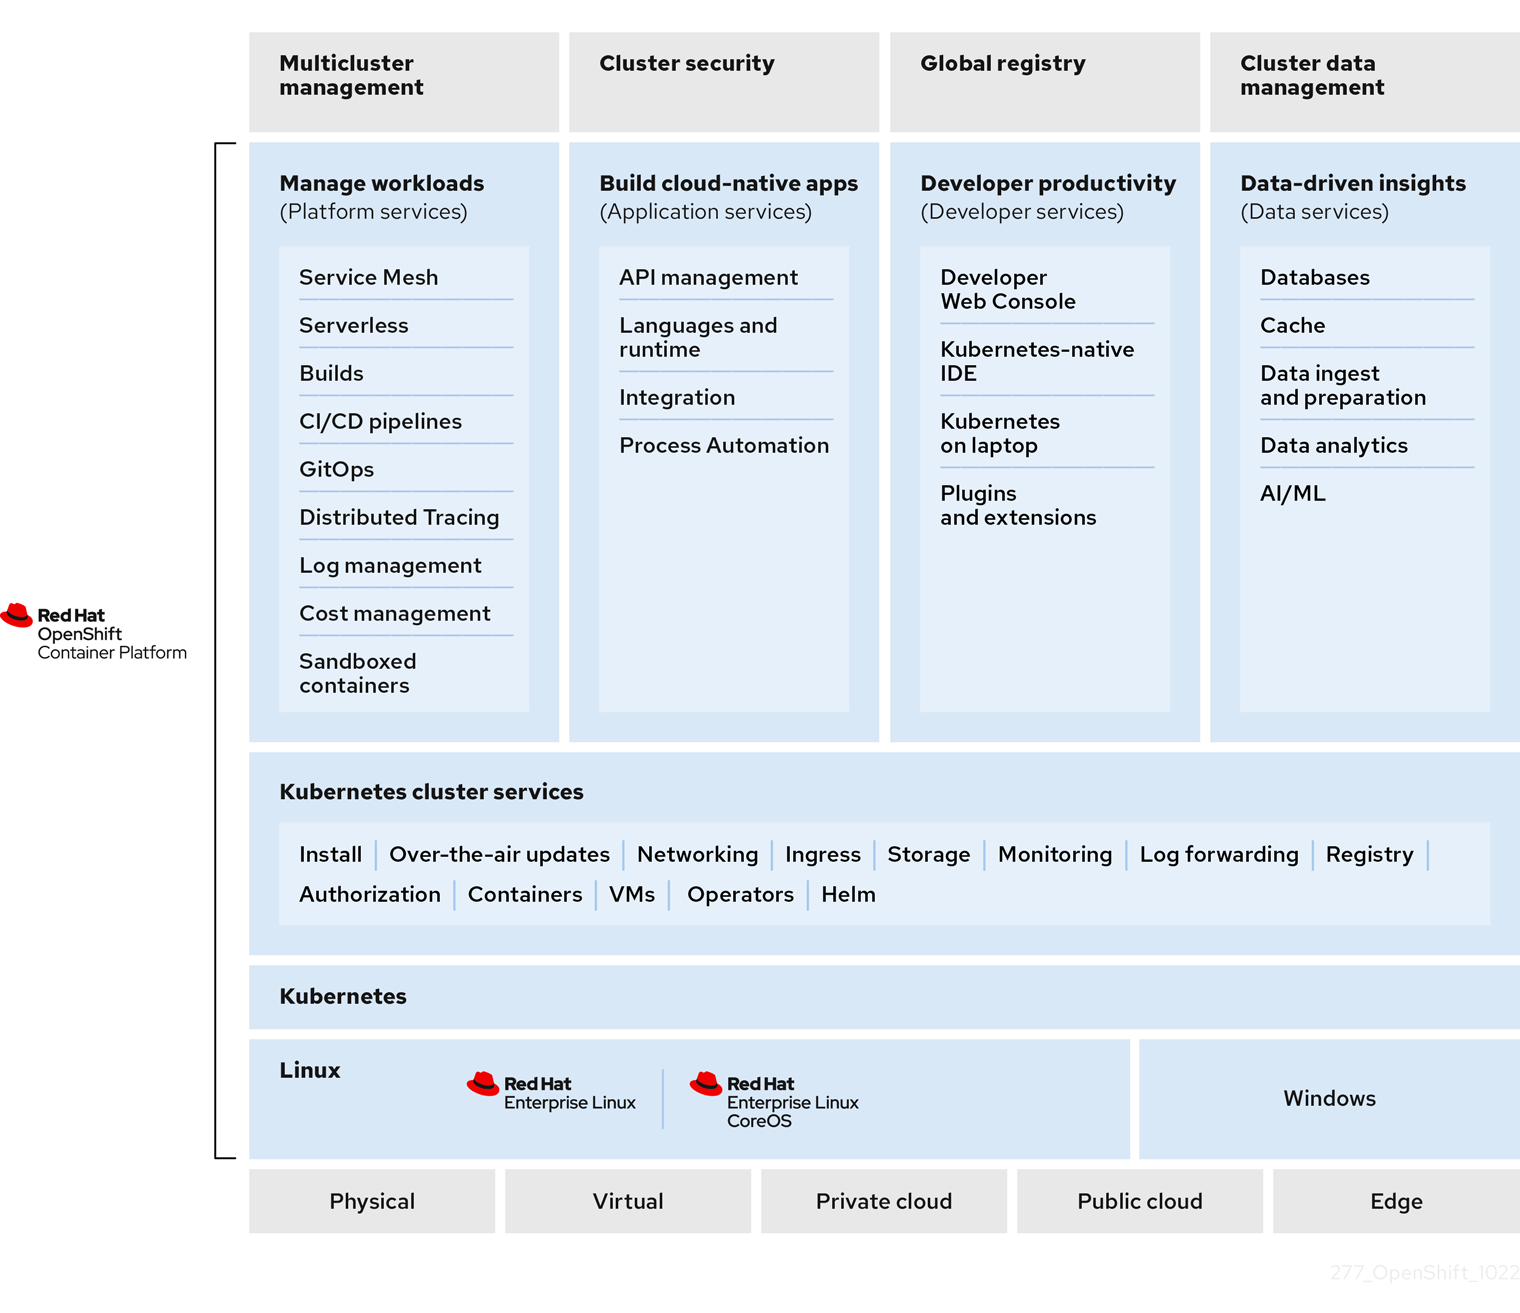 Multicluster
management
Cluster security
Global registry
Cluster data
management
Manage workloads
(Platform services)
Service Mesh
Serverless
Builds
CI/CD pipelines
GitOps
Distributed Tracing
Log management
Cost management
Sandboxed
containers
Build cloud-native apps
(Application services)
API management
Languages and
runtime
Integration
Process Automation
Developer productivity
(Developer services)
Developer
Web Console
Kubernetes-native
IDE
Kubernetes
on laptop
Plugins
and extensions
Data-driven insights
(Data services)
Databases
Cache
Data ingest
and preparation
Data analytics
AI/ML
Red Hat
OpenShift
Container Platform
Kubernetes cluster services
Install | Over-the-air updates | Networking | Ingress | Storage | Monitoring | Log forwarding | Registry |
Authorization | Containers | VMs | Operators | Helm
Kubernetes
Linux
Red Hat
Enterprise Linux
Red Hat
Enterprise Linux
CoreOS
Windows
Physical
Virtual
Private cloud
Public cloud
Edge
277_OpenShift_1022